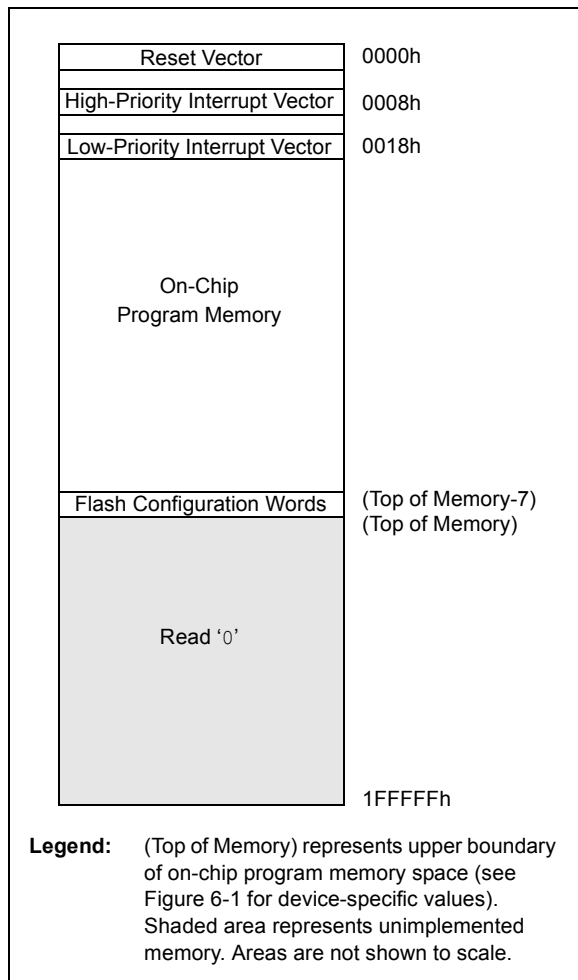 Reset Vector 0000h
High-Priority Interrupt Vector 0008h
Low-Priority Interrupt Vector 0018h
On-Chip
Program Memory
Flash Configuration Words (Top of Memory-7)
(Top of Memory)
Read ‘0’
1FFFFFh
Legend: (Top of Memory) represents upper boundary
of on-chip program memory space (see
Figure 6-1 for device-specific values).
Shaded area represents unimplemented
memory. Areas are not shown to scale.